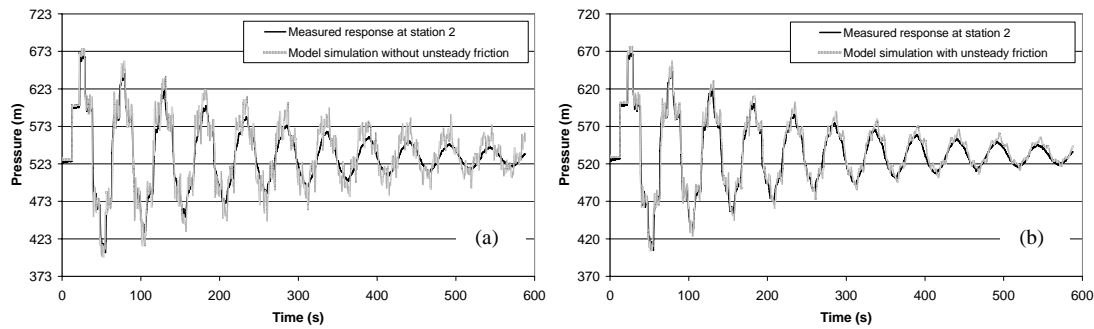 723
673
623
573
523
473
423
373
Pressure (m)
0 100 200 300 400 500 600
Time (s)
Measured response at station 2
Model simulation without unsteady friction
(a)
720
670
620
570
520
470
420
370
Pressure (m)
0 100 200 300 400 500 600
Time (s)
Measured response at station 2
Model simulation with unsteady friction
(b)